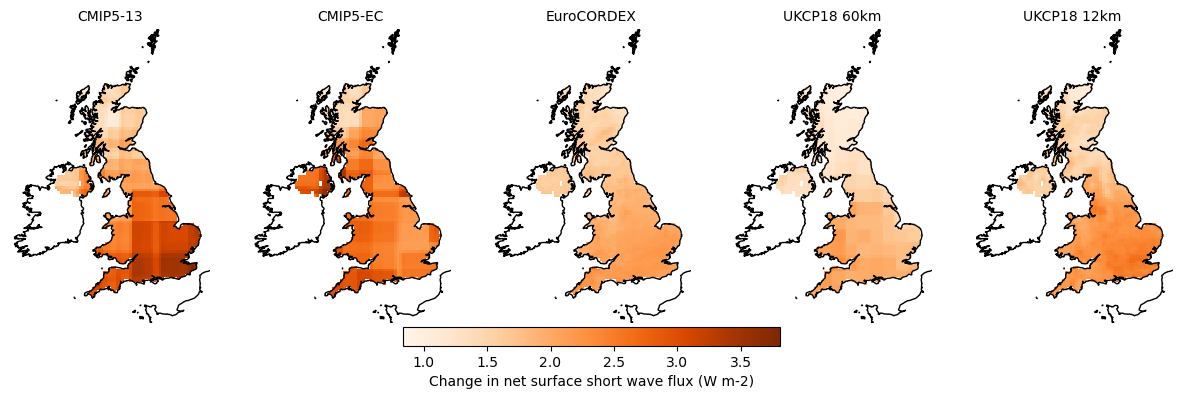 CMIP5-13 CMIP5-EC EuroCORDEX UKCP18 60km UKCP18 12km
1.0 1.5 2.0 2.5 3.0 3.5
Change in net surface short wave flux (W m-2)